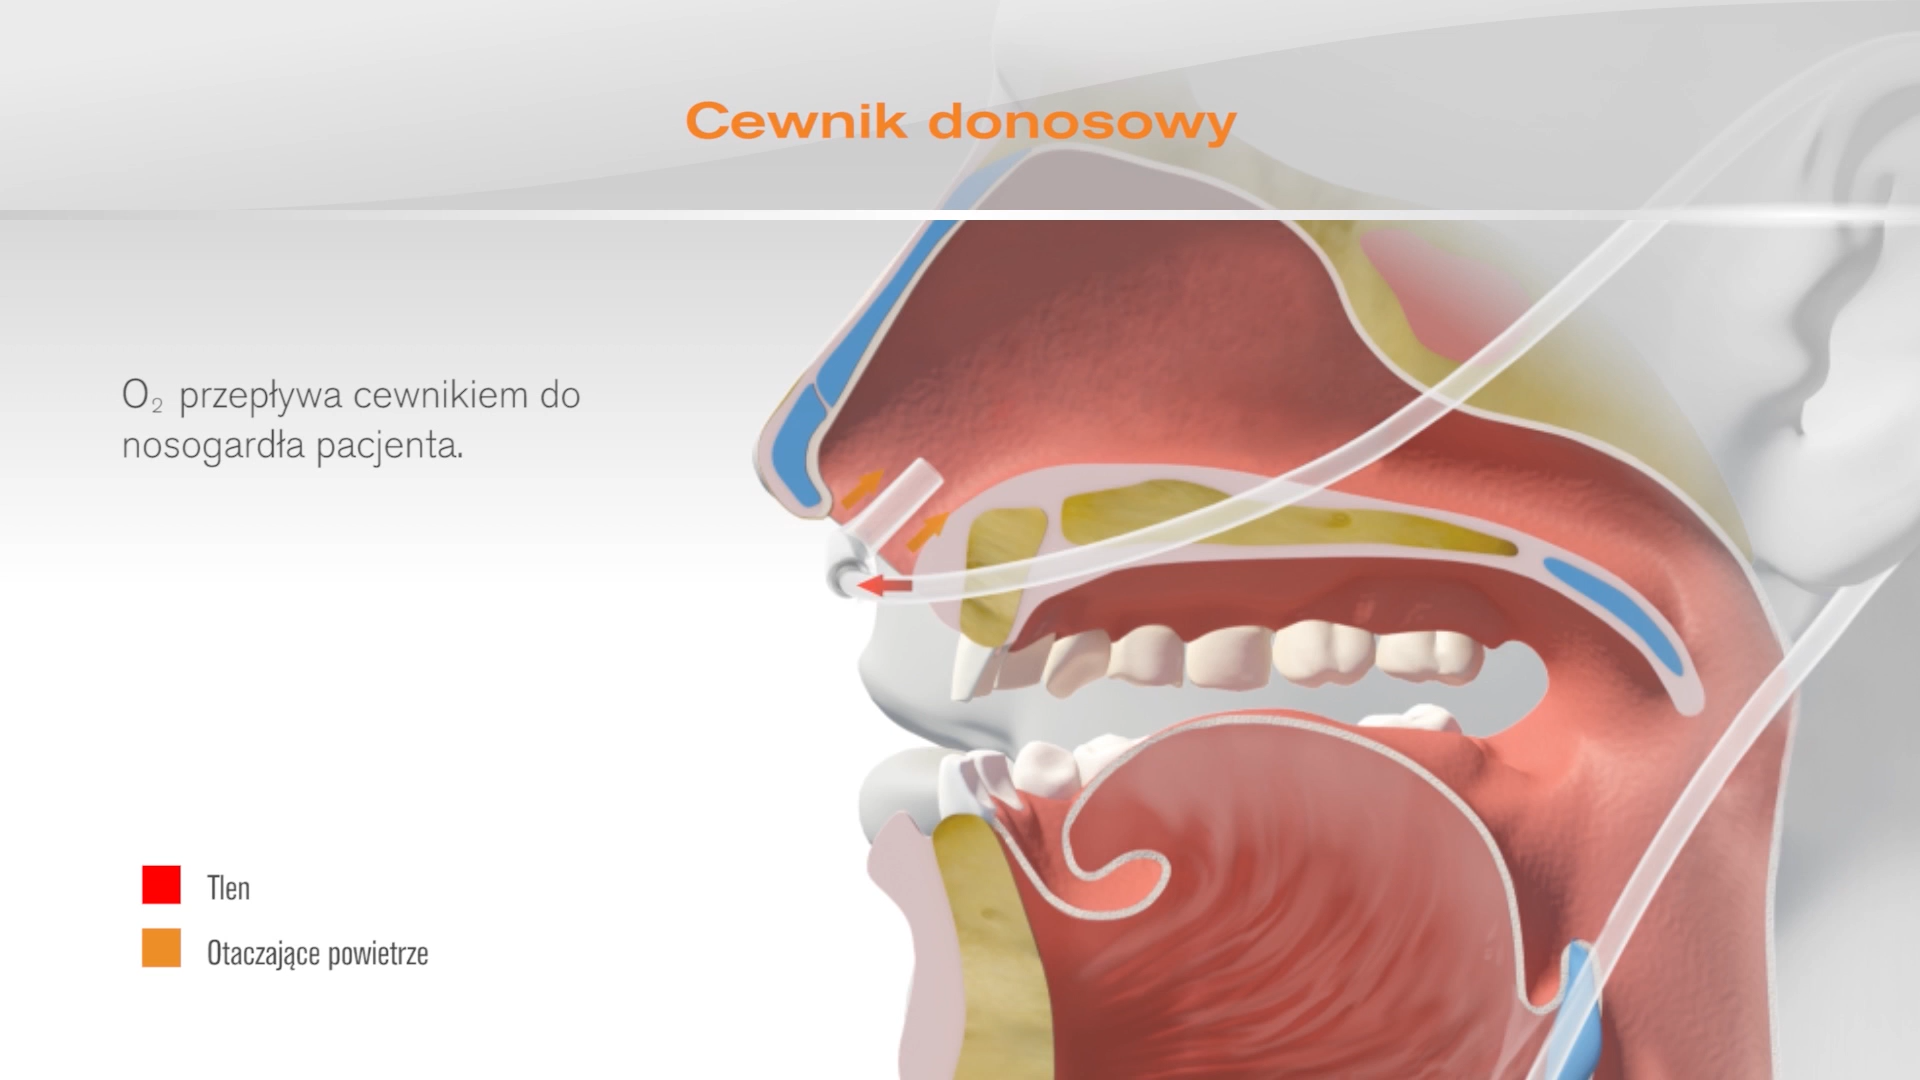 Cewnik donosowy
O₂ przepływa cewnikiem do
nosogardła pacjenta.
Tlen
Otaczające powietrze